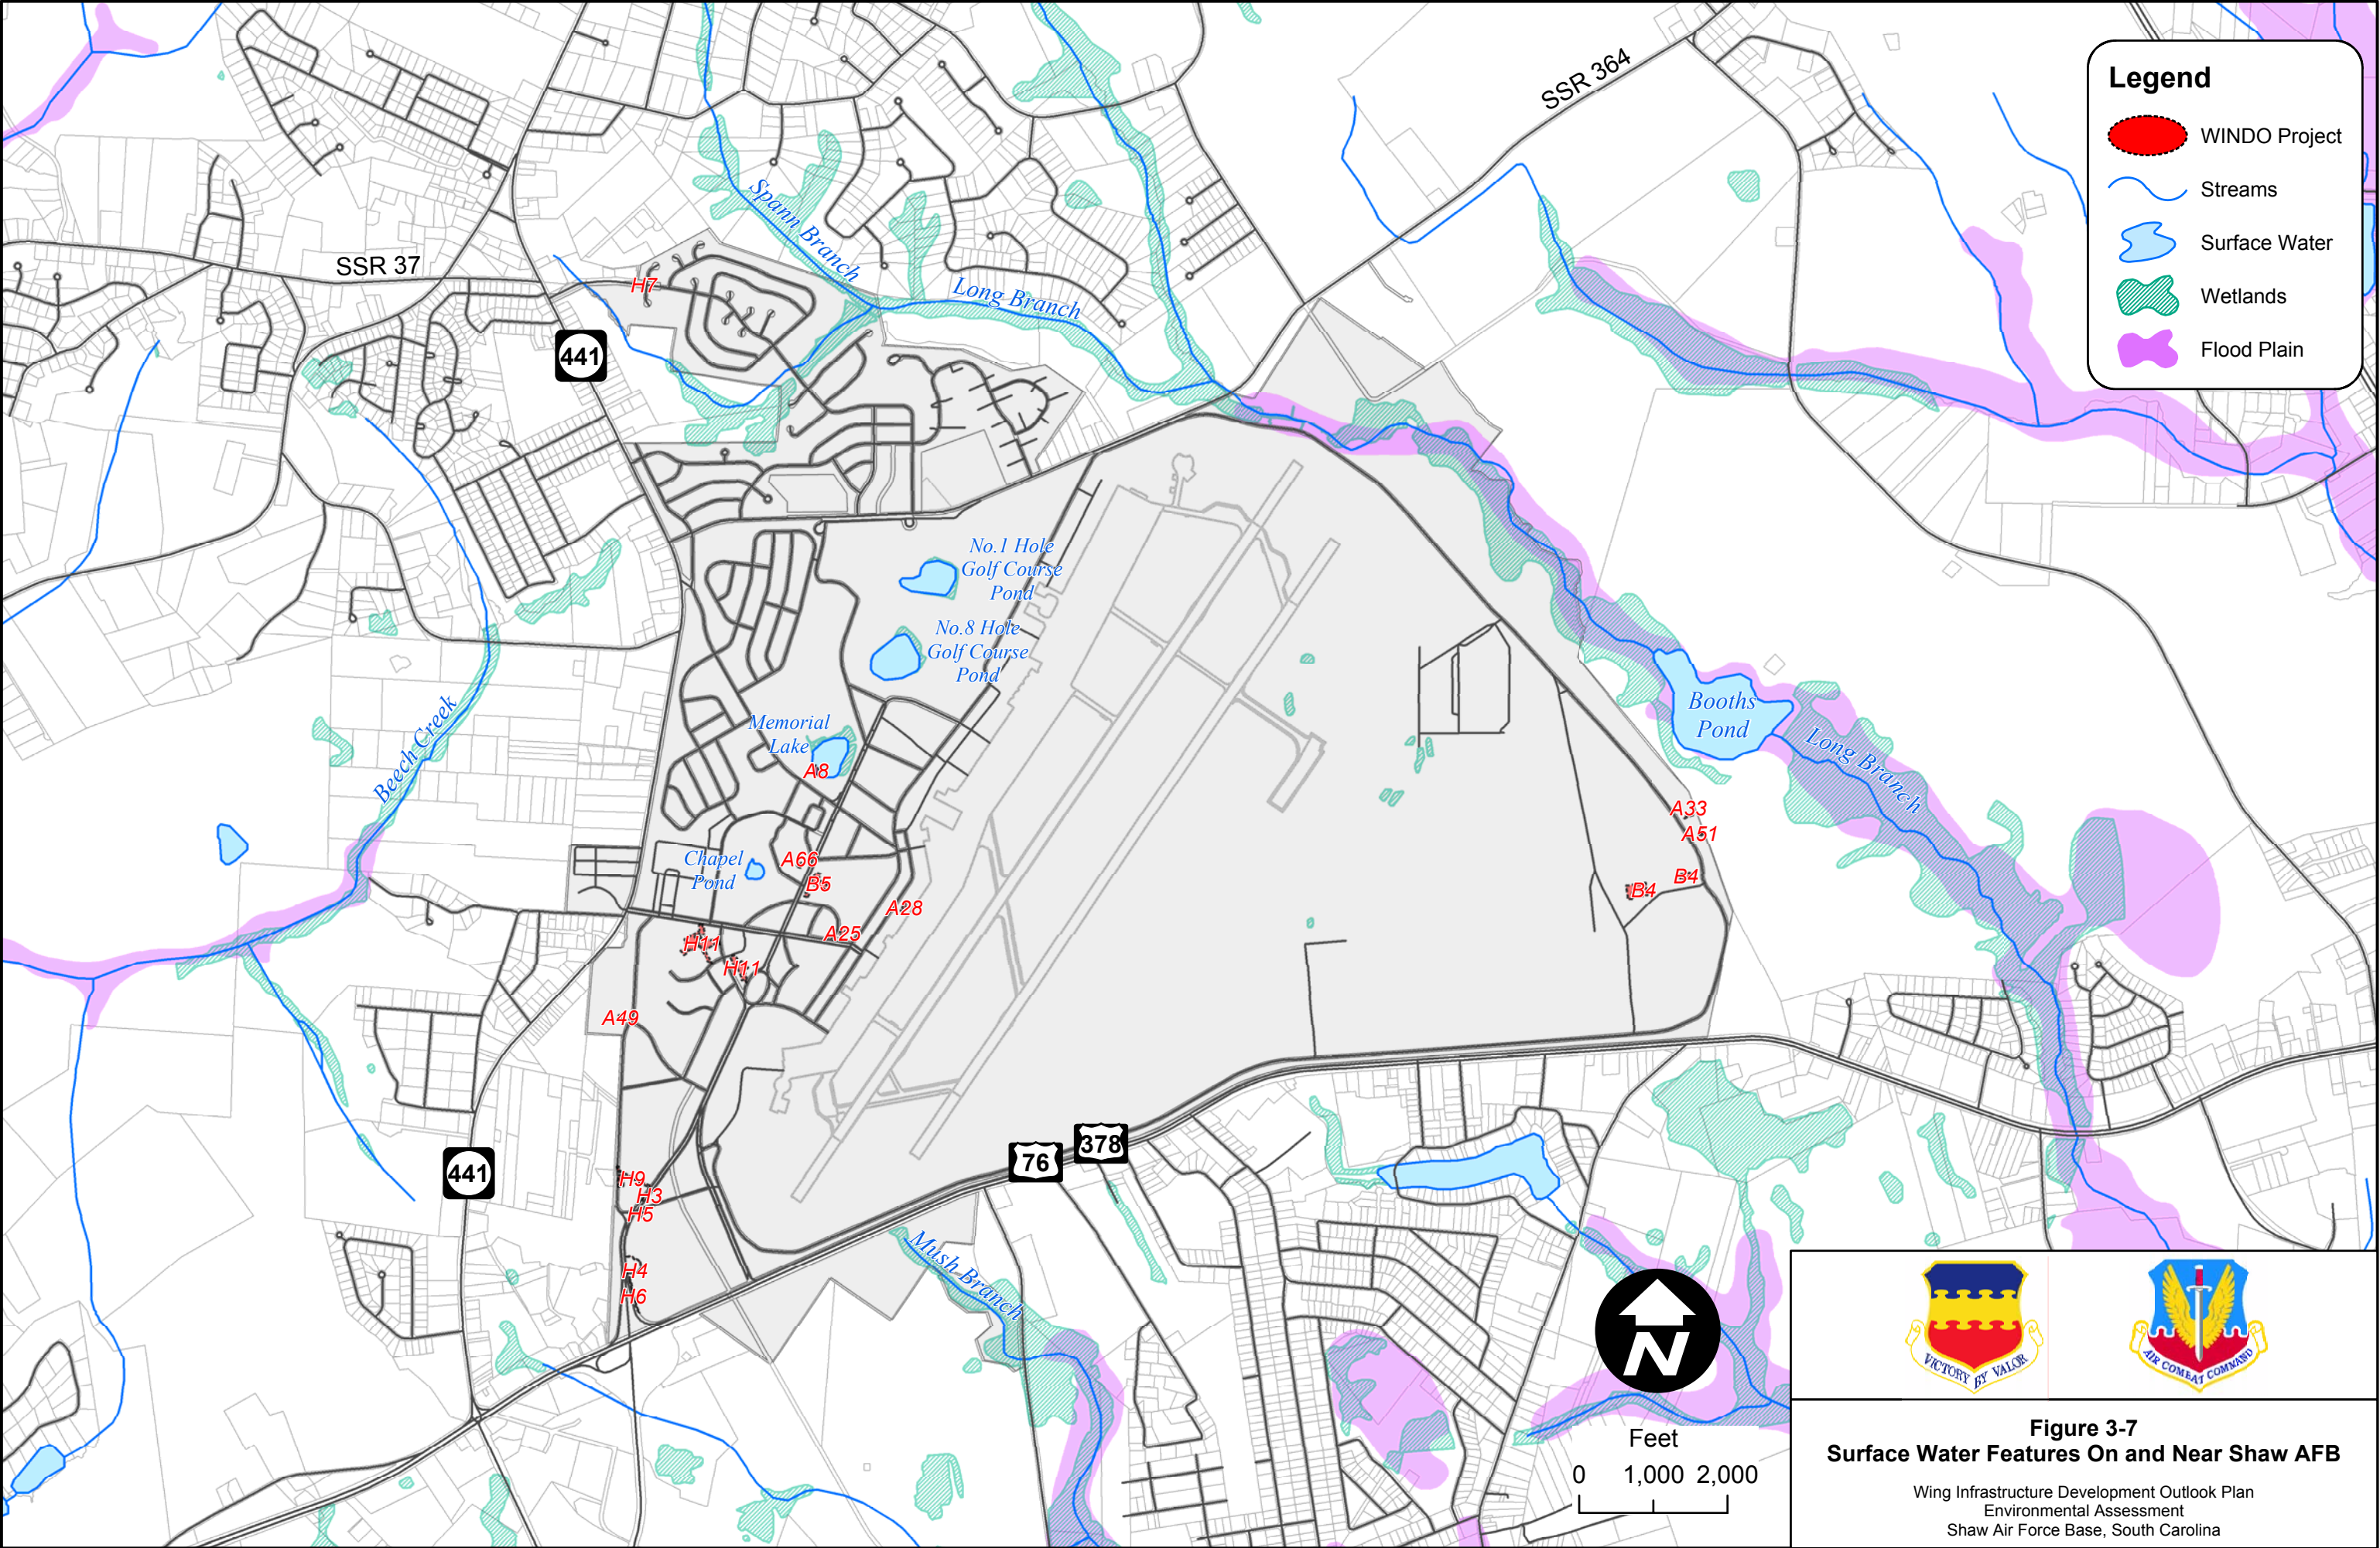 SSR 364
Legend
WINDO Project
Streams
Surface Water
Wetlands
Flood Plain
Spann Branch
SSR 37
H7
Long Branch
441
No.1 Hole
Golf Course
Pond
No.8 Hole
Golf Course
Pond
Memorial
Lake
A8
Booths
Pond
Long Branch
Beech Creek
A33
A51
Chapel
Pond
A66
B5
B4
B4
A28
A25
H11
H11
A49
441
76
378
H9
H3
H5
H4
H6
Mush Branch
N
Feet
0 1,000 2,000
VICTORY BY VALOR
AIR COMBAT COMMAND
Figure 3-7
Surface Water Features On and Near Shaw AFB
Wing Infrastructure Development Outlook Plan
Environmental Assessment
Shaw Air Force Base, South Carolina